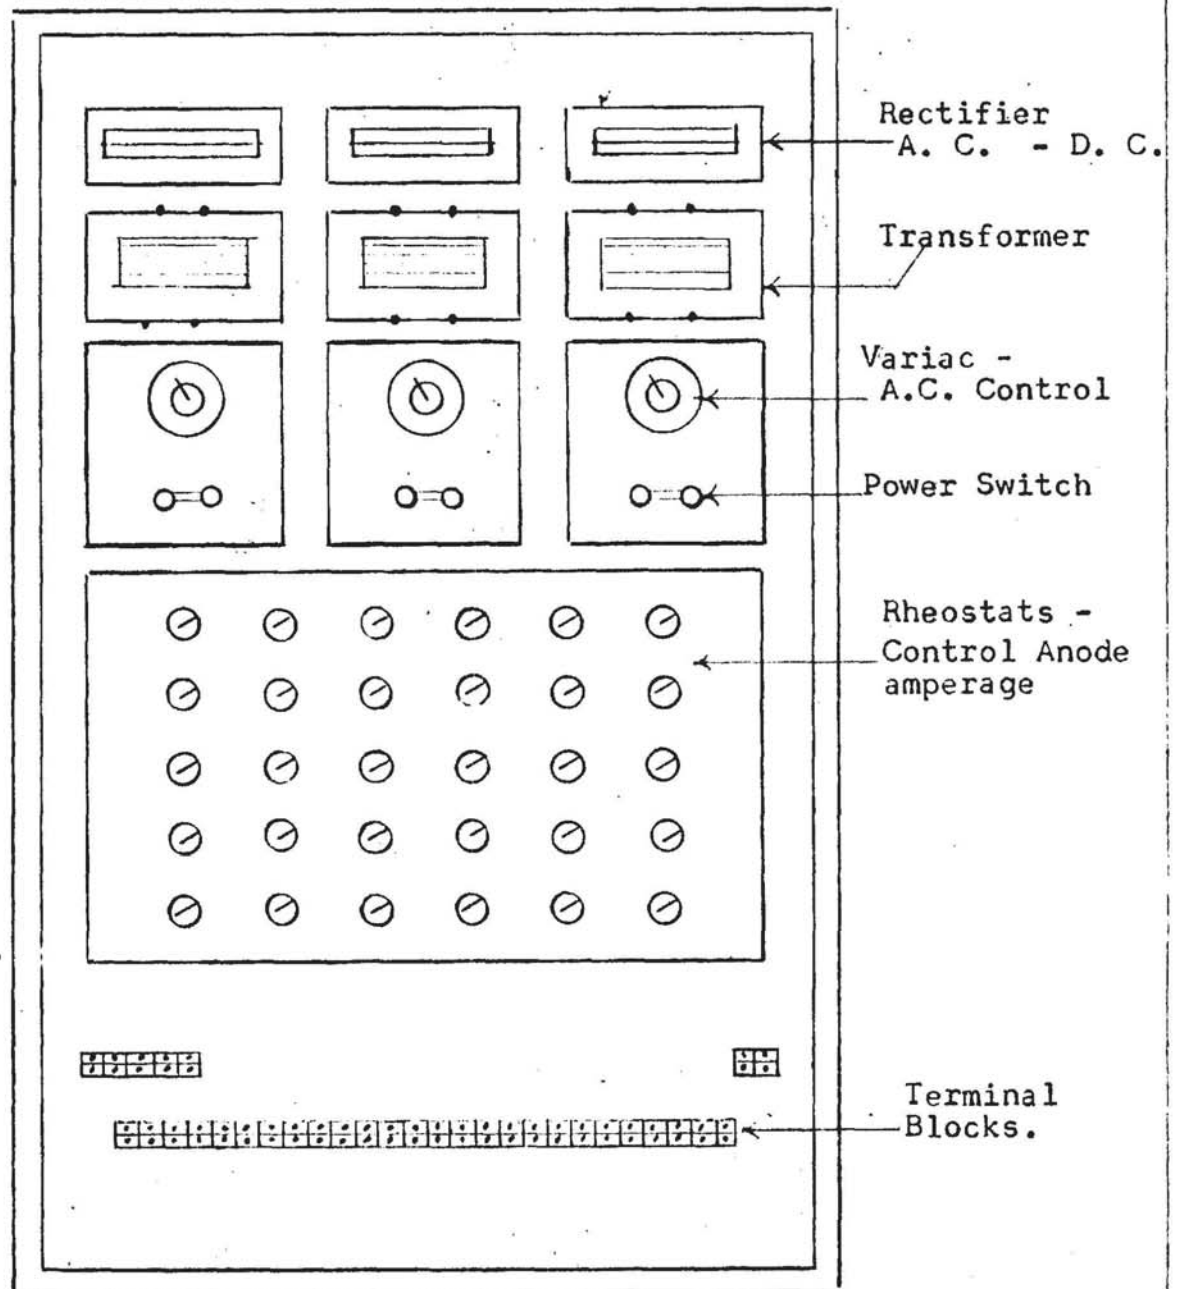 Rectifier
A. C. - D. C.
Transformer
Variac -
A.C. Control
Power Switch
Rheostats -
Control Anode
amperage
Terminal
Blocks.